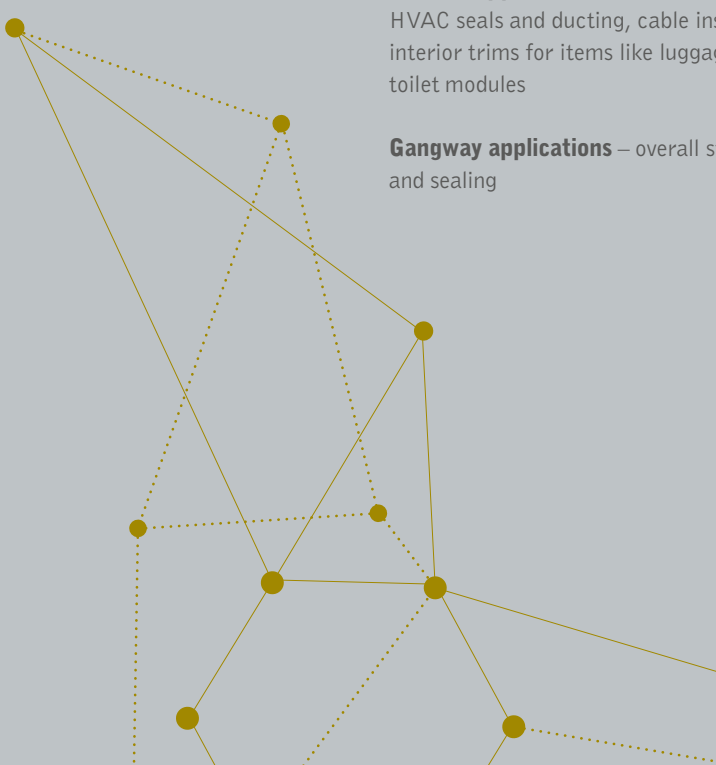 HVAC seals and ducting, cable
interior trims for items like
toilet modules
Gangway applications – overall
and sealing